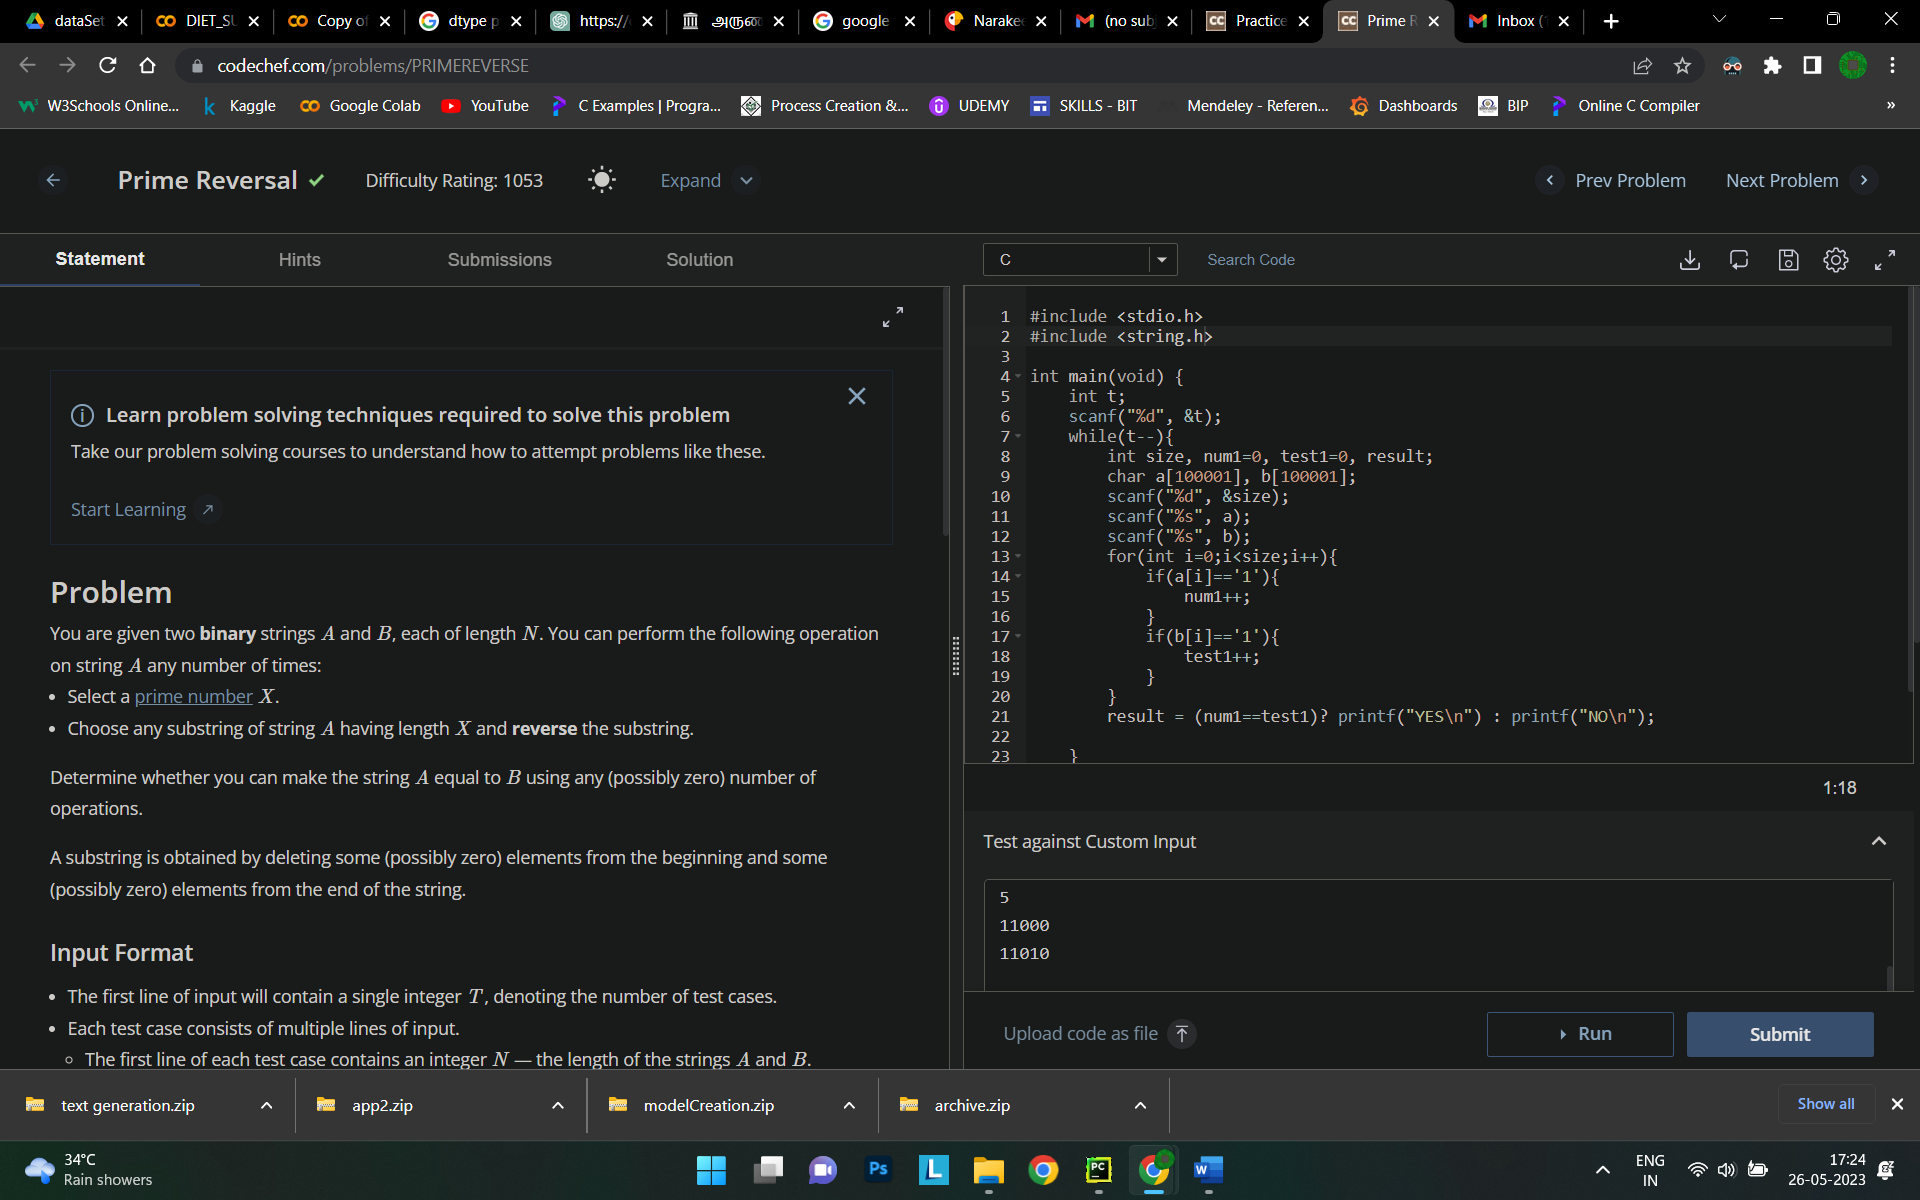 dataSet
DIET_SU
Copy of
dtype p
https://
அருண
google
Narakee
(no subj
Practice
Prime R
Inbox (
codechef.com/problems/PRIMEREVERSE
W3Schools Online...
Kaggle
Google Colab
YouTube
C Examples | Progra...
Process Creation &...
UDEMY
SKILLS - BIT
Mendeley - Referen...
Dashboards
BIP
Online C Compiler
»
Prime Reversal
Difficulty Rating: 1053
Expand
Prev Problem
Next Problem
Statement
Hints
Submissions
Solution
Learn problem solving techniques required to solve this problem
Take our problem solving courses to understand how to attempt problems like these.
Start Learning
Problem
You are given two binary strings A and B, each of length N. You can perform the following operation
on string A any number of times:
• Select a prime number X.
• Choose any substring of string A having length X and reverse the substring.
Determine whether you can make the string A equal to B using any (possibly zero) number of
operations.
A substring is obtained by deleting some (possibly zero) elements from the beginning and some
(possibly zero) elements from the end of the string.
Input Format
• The first line of input will contain a single integer T, denoting the number of test cases.
• Each test case consists of multiple lines of input.
◦ The first line of each test case contains an integer N — the length of the strings A and B.
C
Search Code
1 #include <stdio.h>
2 #include <string.h>
3
4 int main(void) {
5 int t;
6 scanf("%d", &t);
7 while(t--){
8 int size, num1=0, test1=0, result;
9 char a[100001], b[100001];
10 scanf("%d", &size);
11 scanf("%s", a);
12 scanf("%s", b);
13 for(int i=0;i<size;i++){
14 if(a[i]=='1'){
15 num1++;
16 }
17 if(b[i]=='1'){
18 test1++;
19 }
20 }
21 result = (num1==test1)? printf("YES\n") : printf("NO\n");
22
23 }
1:18
Test against Custom Input
5
11000
11010
Upload code as file
Run
Submit
text generation.zip
app2.zip
modelCreation.zip
archive.zip
Show all
34°C
Rain showers
ENG
IN
17:24
26-05-2023